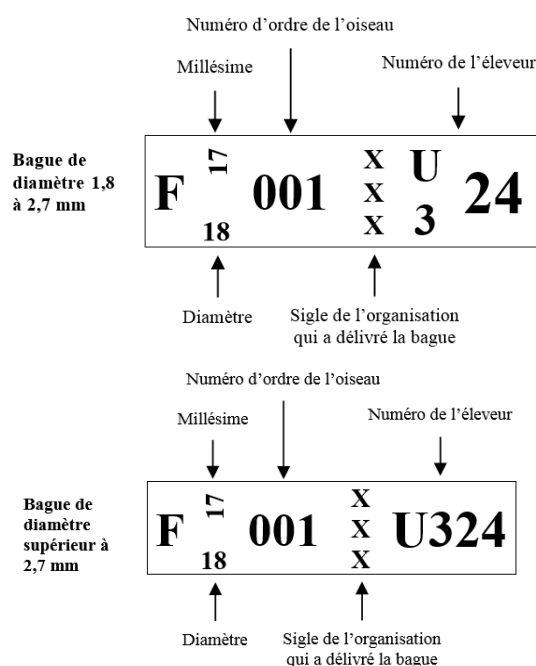 Numéro d'ordre de l'oiseau
Millésime
Numéro de l'éleveur
Bague de
diamètre 1,8
à 2,7 mm
F 17 18 001 X X X U 3 24
Diamètre
Sigle de l'organisation
qui a délivré la bague
Numéro d'ordre de l'oiseau
Millésime
Numéro de l'éleveur
Bague de
diamètre
supérieur à
2,7 mm
F 17 18 001 X X X U324
Diamètre
Sigle de l'organisation
qui a délivré la bague